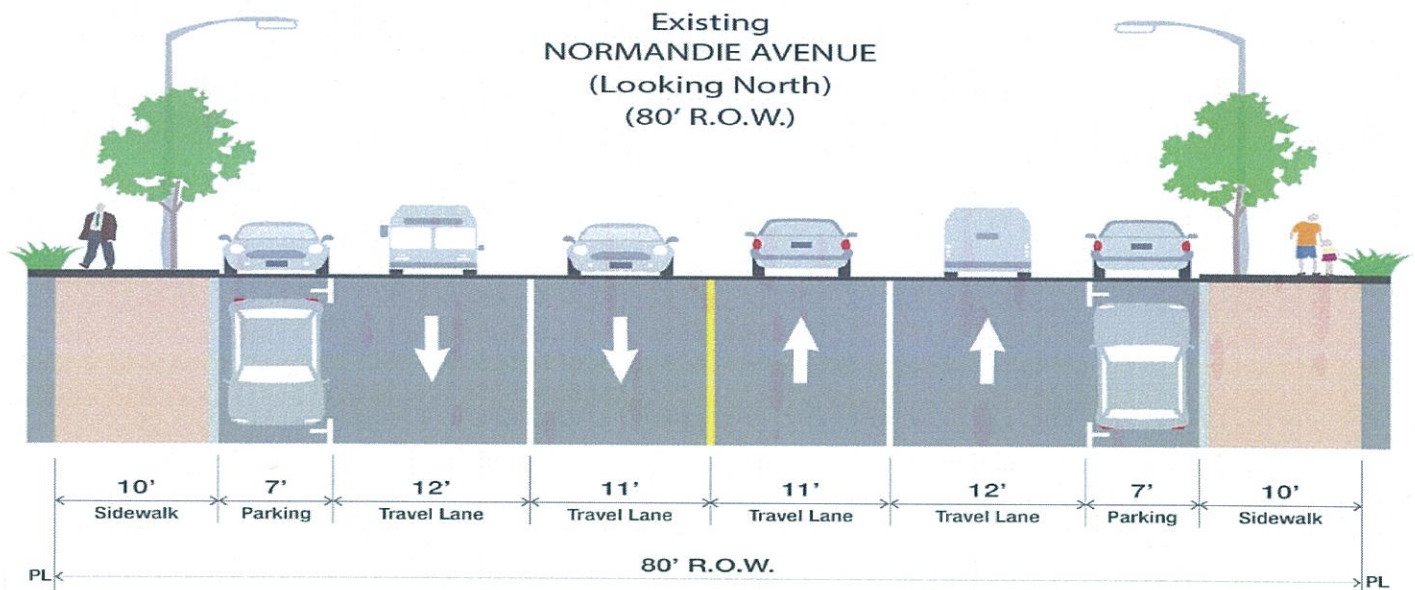 Existing
NORMANDIE AVENUE
(Looking North)
(80' R.O.W.)
10' 7' 12' 11' 11' 12' 7' 10'
Sidewalk Parking Travel Lane Travel Lane Travel Lane Travel Lane Parking Sidewalk
80' R.O.W.
PL PL